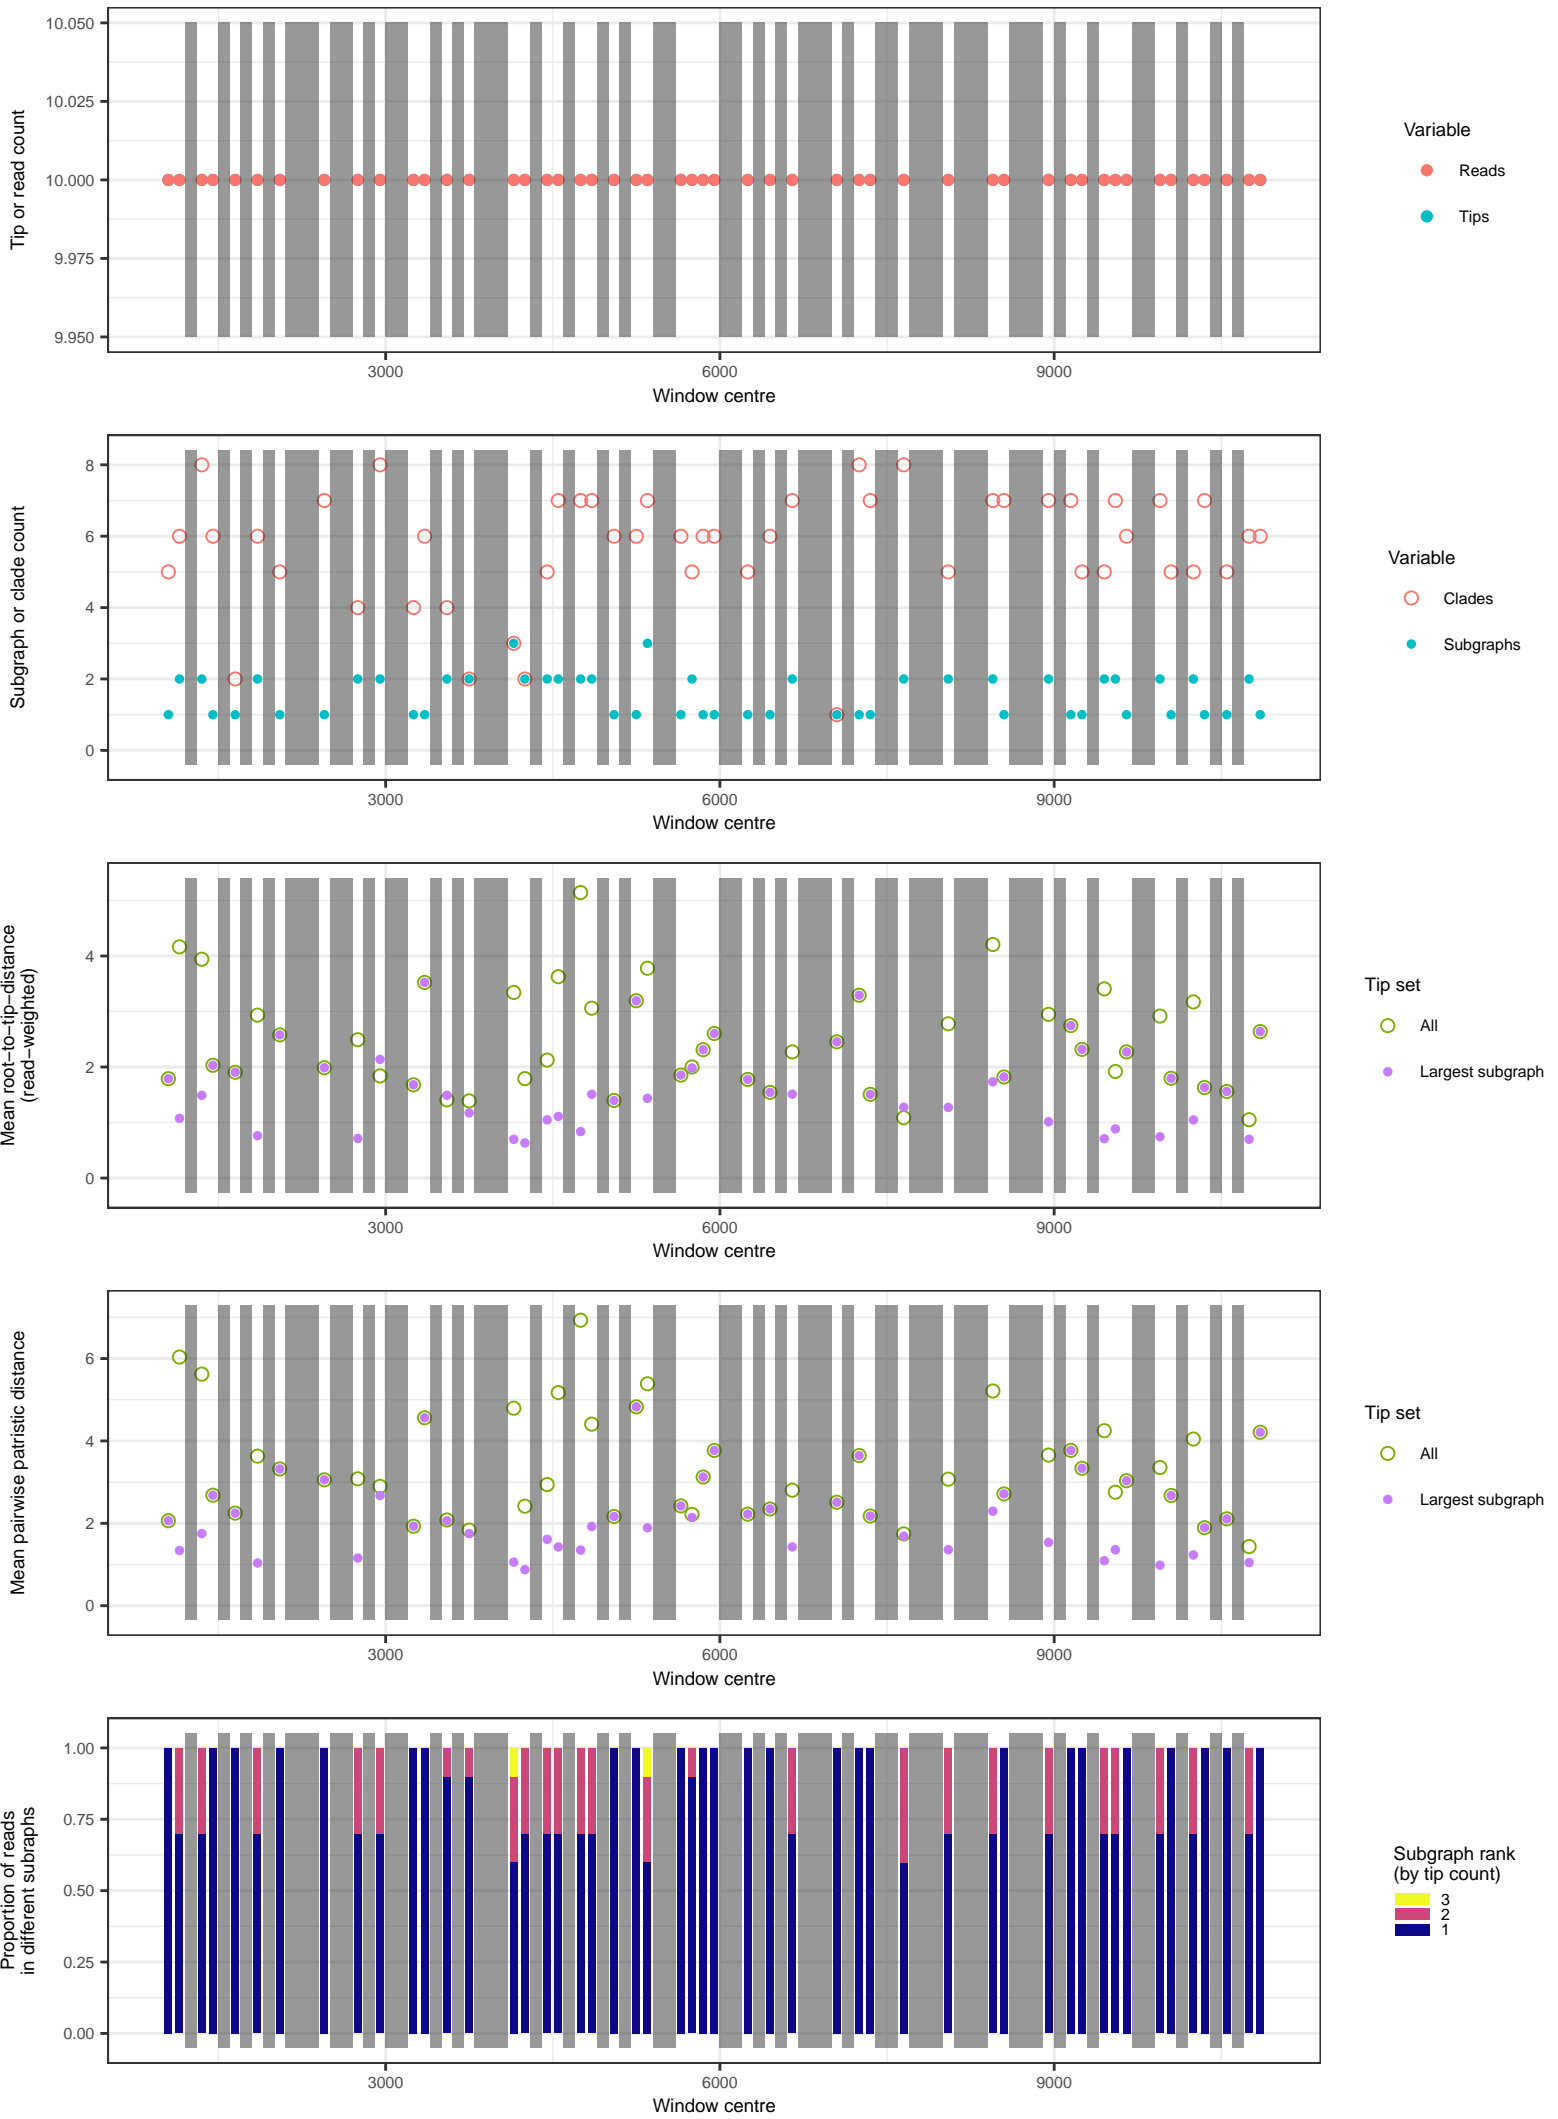 10.050
10.025
10.000
9.975
9.950
Tip or read count
3000
6000
9000
Window centre
Variable
Reads
Tips
8
6
4
2
0
Subgraph or clade count
3000
6000
9000
Window centre
Variable
Clades
Subgraphs
4
2
0
Mean root−to−tip−distance
(read−weighted)
3000
6000
9000
Window centre
Tip set
All
Largest subgraph
6
4
2
0
Mean pairwise patristic distance
3000
6000
9000
Window centre
Tip set
All
Largest subgraph
1.00
0.75
0.50
0.25
0.00
Proportion of reads
in different subraphs
3000
6000
9000
Window centre
Subgraph rank
(by tip count)
3
2
1